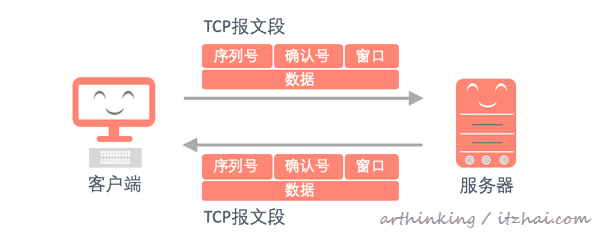 TCP报文段
序列号 确认号 窗口
数据
客户端
服务器
序列号 确认号 窗口
数据
TCP报文段
arthinking / itzhai.com